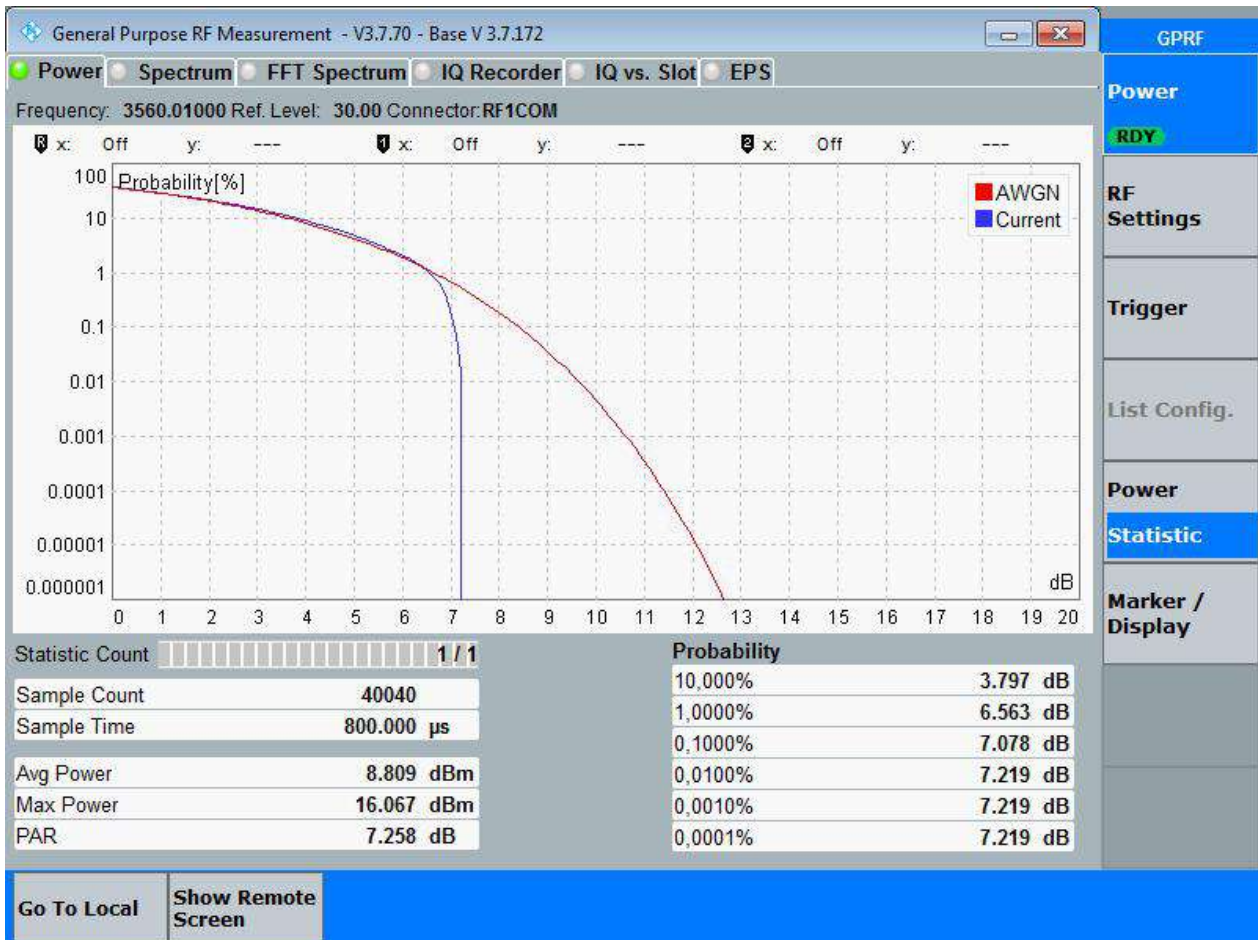 General Purpose RF Measurement - V3.7.70 - Base V 3.7.172
GPRF
Power Spectrum FFT Spectrum IQ Recorder IQ vs. Slot EPS
Frequency: 3560.01000 Ref. Level: 30.00 Connector:RF1COM
R x: Off y: --- 1 x: Off y: --- 2 x: Off y: ---
Probability[%]
AWGN
Current
100
10
1
0.1
0.01
0.001
0.0001
0.00001
0.000001
dB
0 1 2 3 4 5 6 7 8 9 10 11 12 13 14 15 16 17 18 19 20
Statistic Count 1 / 1
Sample Count 40040
Sample Time 800.000 µs
Avg Power 8.809 dBm
Max Power 16.067 dBm
PAR 7.258 dB
Probability
10,000% 3.797 dB
1,0000% 6.563 dB
0,1000% 7.078 dB
0,0100% 7.219 dB
0,0010% 7.219 dB
0,0001% 7.219 dB
Power
RDY
RF
Settings
Trigger
List Config.
Power
Statistic
Marker /
Display
Go To Local
Show Remote
Screen